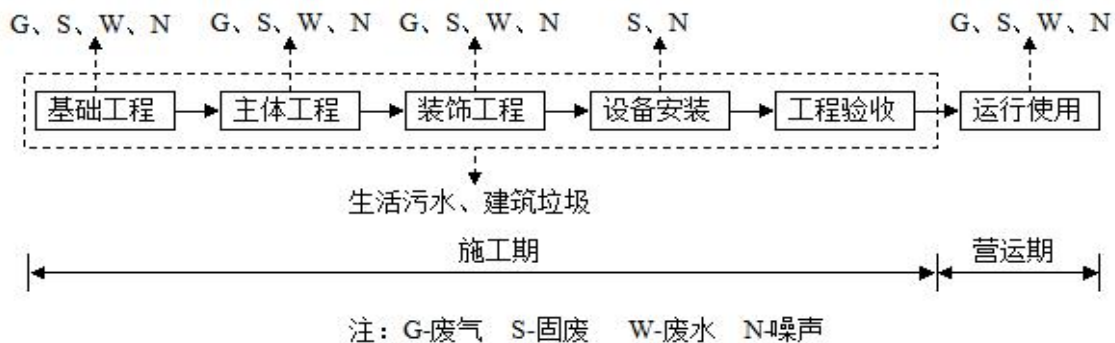 G、S、W、N G、S、W、N G、S、W、N S、N G、S、W、N
基础工程 主体工程 装饰工程 设备安装 工程验收 运行使用
生活污水、建筑垃圾
施工期 营运期
注：G-废气 S-固废 W-废水 N-噪声